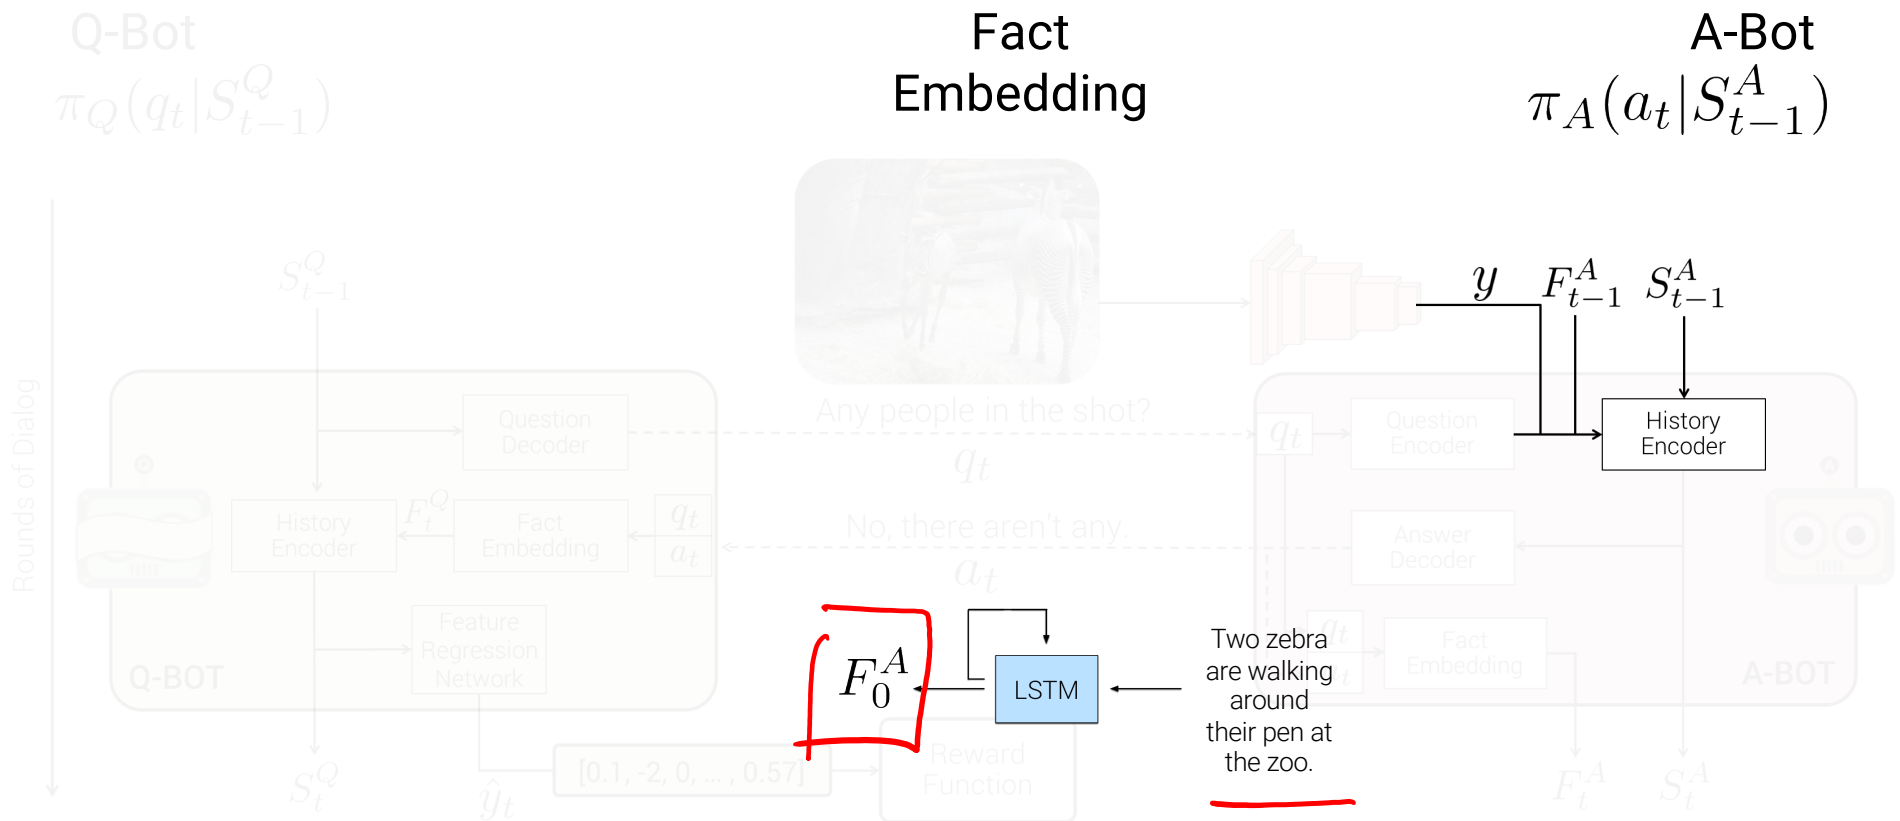 Q-Bot
π_Q(q_t|S^Q_{t-1})
Fact
Embedding
A-Bot
π_A(a_t|S^A_{t-1})
Rounds of Dialog
S^Q_{t-1}
y
F^A_{t-1}
S^A_{t-1}
Question
Decoder
Any people in the shot?
q_t
q_t
Question
Encoder
History
Encoder
History
Encoder
F^Q_t
Fact
Embedding
q_t
a_t
No, there aren't any.
a_t
Answer
Decoder
Feature
Regression
Network
Q-BOT
F^A_0
LSTM
Two zebra
are walking
around
their pen at
the zoo.
q_t
a_t
Fact
Embedding
A-BOT
S^Q_t
ŷ_t
[0.1, -2, 0, ... , 0.57]
Reward
Function
F^A_t
S^A_t